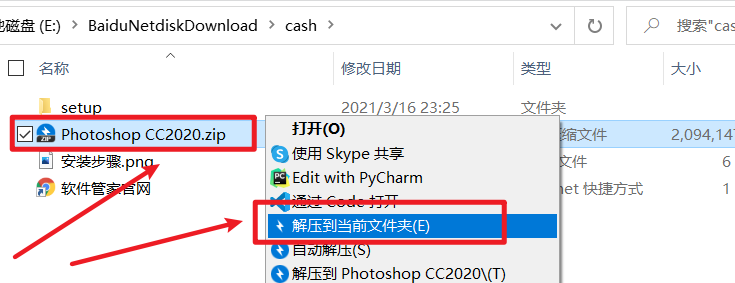 磁盘 (E:) > BaiduNetdiskDownload > cash >
搜索"cas
名称 修改日期 类型 大小
setup 2021/3/16 23:25 文件夹
Photoshop CC2020.zip 缩文件 2,094,147
安装步骤.png 文件 6
软件管家官网 net 快捷方式
打开(O)
使用 Skype 共享
Edit with PyCharm
通过 Code 打开
解压到当前文件夹(E)
自动解压(S)
解压到 Photoshop CC2020\(T)